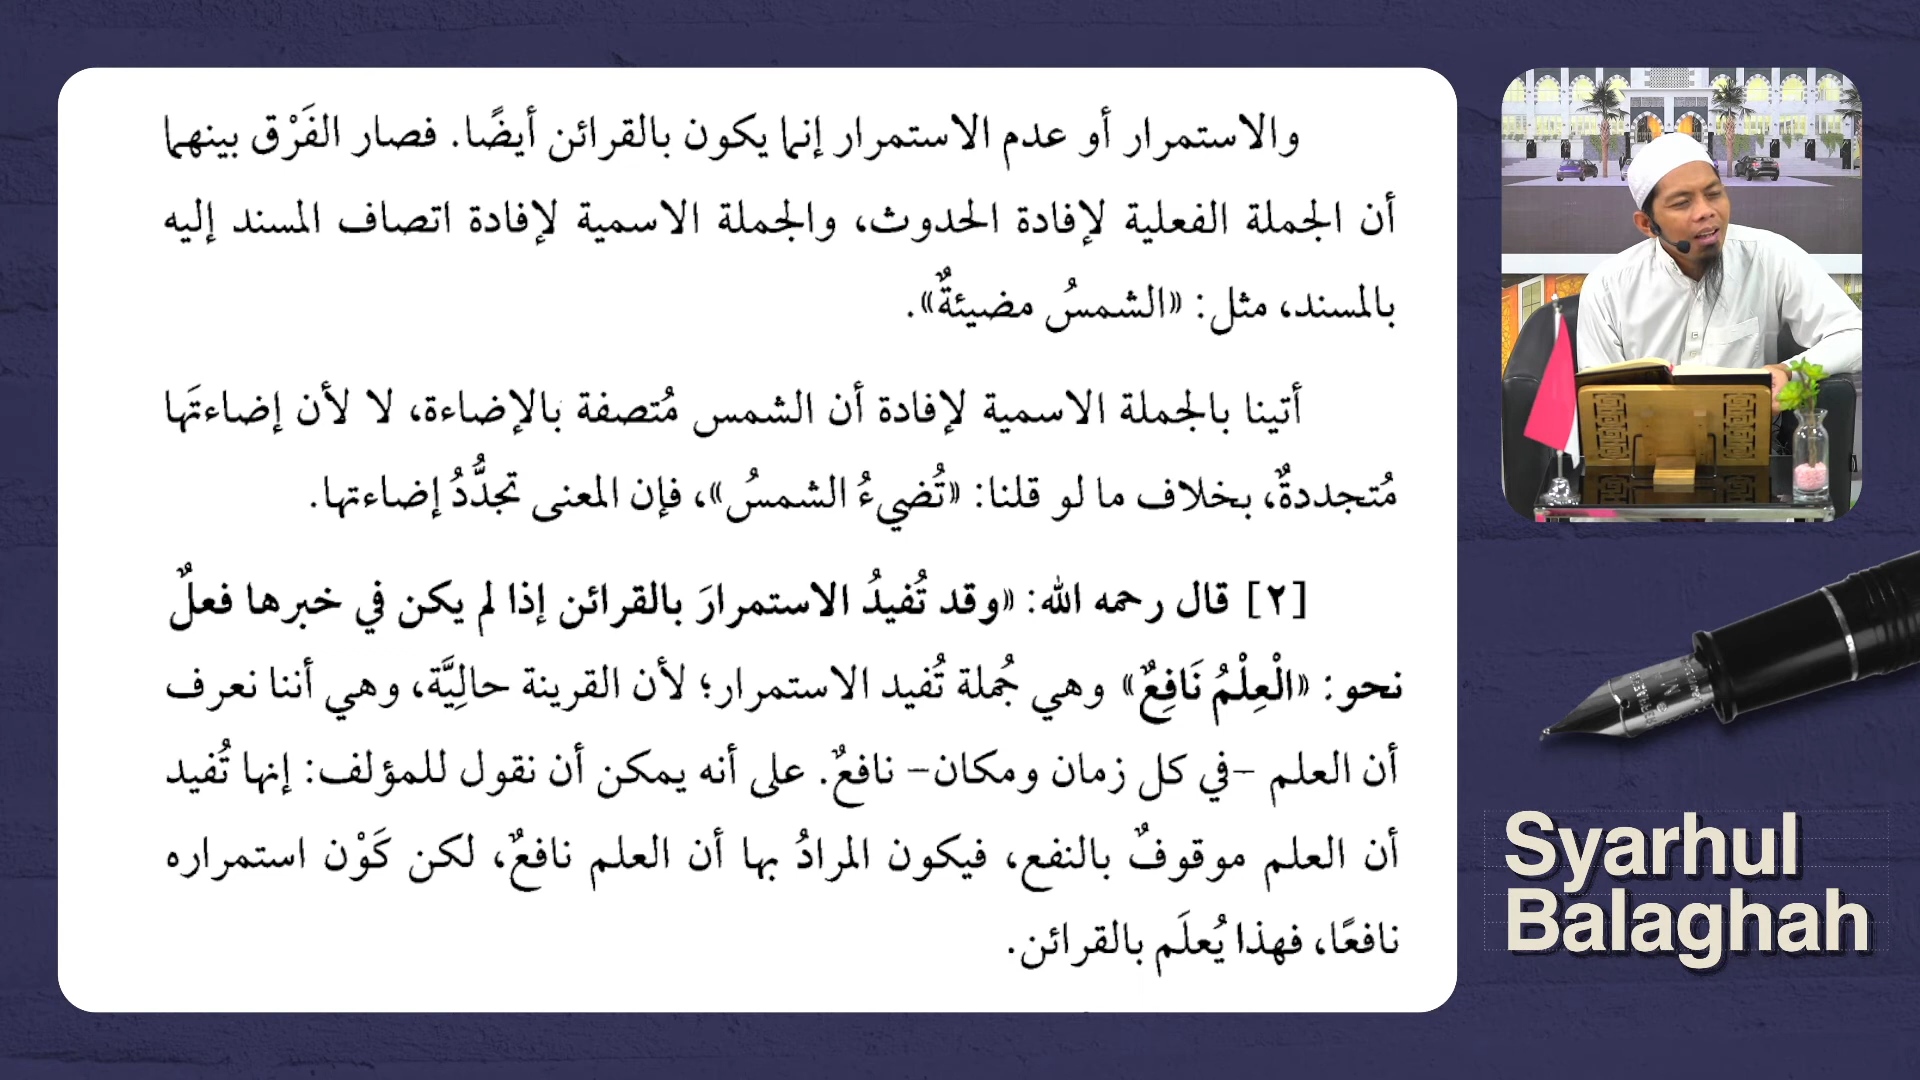 والاستمرار أو عدم الاستمرار إنما يكون بالقرائن أيضًا. فصار الفَرْق بينهما
أن الجملة الفعلية لإفادة الحدوث، والجملة الاسمية لإفادة اتصاف المسند إليه
بالمسند، مثل: «الشمسُ مضيئةٌ».
أتينا بالجملة الاسمية لإفادة أن الشمس مُتصفة بالإضاءة، لا لأن إضاءتَها
مُتجددةٌ، بخلاف ما لو قلنا: «تُضيءُ الشمسُ»، فإن المعنى تجدُّدُ إضاءتها.
[٢] قال رحمه الله: «وقد تُفيدُ الاستمرارَ بالقرائن إذا لم يكن في خبرها فعلٌ
نحو: «الْعِلْمُ نَافِعٌ» وهي جُملة تُفيد الاستمرار؛ لأن القرينة حالِيَّة، وهي أننا نعرف
أن العلم –في كل زمان ومكان– نافعٌ. على أنه يمكن أن نقول للمؤلف: إنها تُفيد
أن العلم موقوفٌ بالنفع، فيكون المرادُ بها أن العلم نافعٌ، لكن كَوْن استمراره
نافعًا، فهذا يُعلَم بالقرائن.
Syarhul
Balaghah